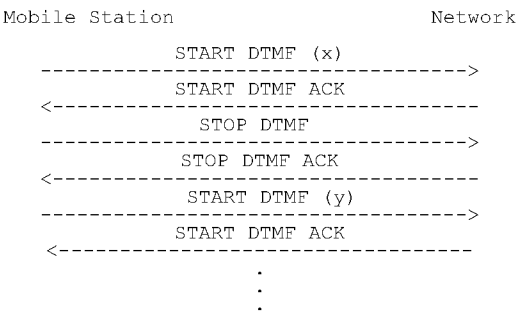 Mobile Station Network
START DTMF (x)
----------------------------------->
START DTMF ACK
<-----------------------------------
STOP DTMF
----------------------------------->
STOP DTMF ACK
<-----------------------------------
START DTMF (y)
----------------------------------->
START DTMF ACK
<-----------------------------------
.
.
.